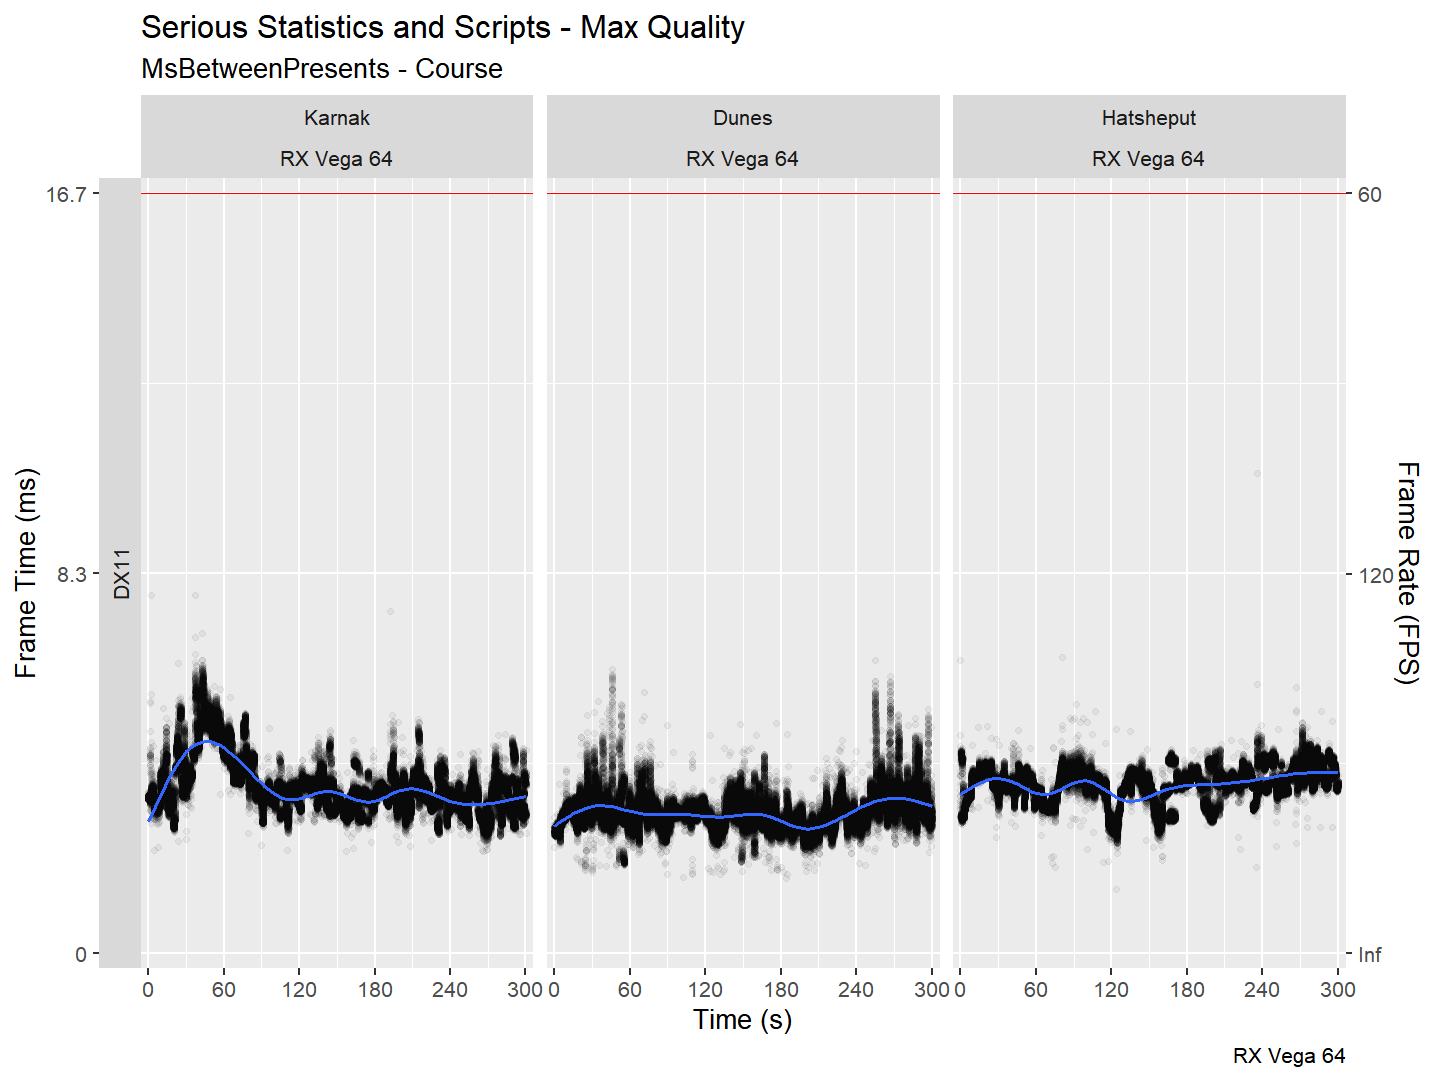 Serious Statistics and Scripts - Max Quality
MsBetweenPresents - Course
Karnak
Dunes
Hatsheput
RX Vega 64
RX Vega 64
RX Vega 64
16.7
8.3
0
Frame Time (ms)
DX11
60
120
Inf
Frame Rate (FPS)
0 60 120 180 240 300
0 60 120 180 240 300
0 60 120 180 240 300
Time (s)
RX Vega 64